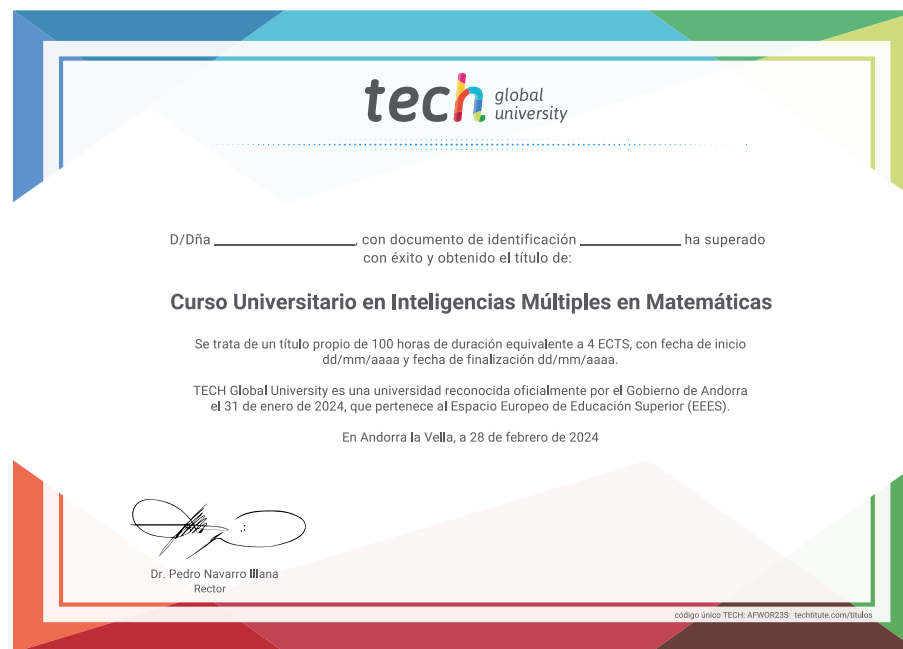 tech global
university
D/Dña ______________, con documento de identificación ______________ ha superado
con éxito y obtenido el título de:
Curso Universitario en Inteligencias Múltiples en Matemáticas
Se trata de un título propio de 100 horas de duración equivalente a 4 ECTS, con fecha de inicio
dd/mm/aaaa y fecha de finalización dd/mm/aaaa.
TECH Global University es una universidad reconocida oficialmente por el Gobierno de Andorra
el 31 de enero de 2024, que pertenece al Espacio Europeo de Educación Superior (EEES).
En Andorra la Vella, a 28 de febrero de 2024
Dr. Pedro Navarro Illana
Rector
código único TECH: AFWOR23S techtitute.com/titulos